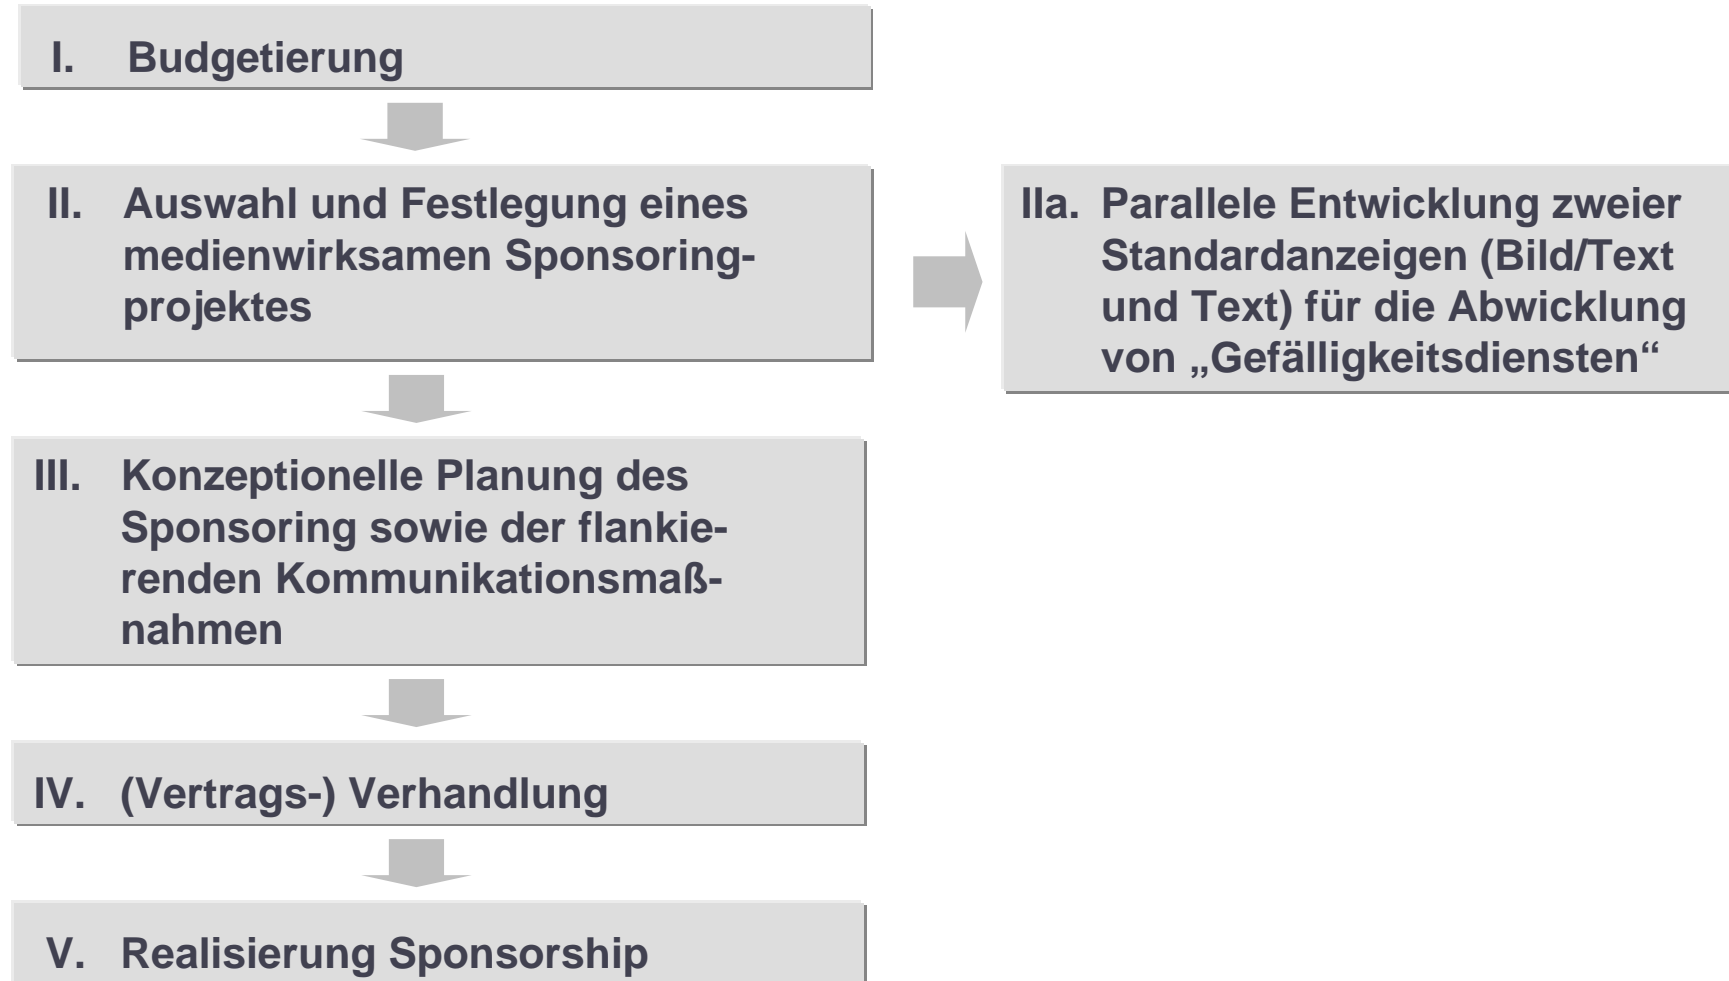 I. Budgetierung
II. Auswahl und Festlegung eines
medienwirksamen Sponsoring-
projektes
IIa. Parallele Entwicklung zweier
Standardanzeigen (Bild/Text
und Text) für die Abwicklung
von „Gefälligkeitsdiensten“
III. Konzeptionelle Planung des
Sponsoring sowie der flankie-
renden Kommunikationsmaß-
nahmen
IV. (Vertrags-) Verhandlung
V. Realisierung Sponsorship